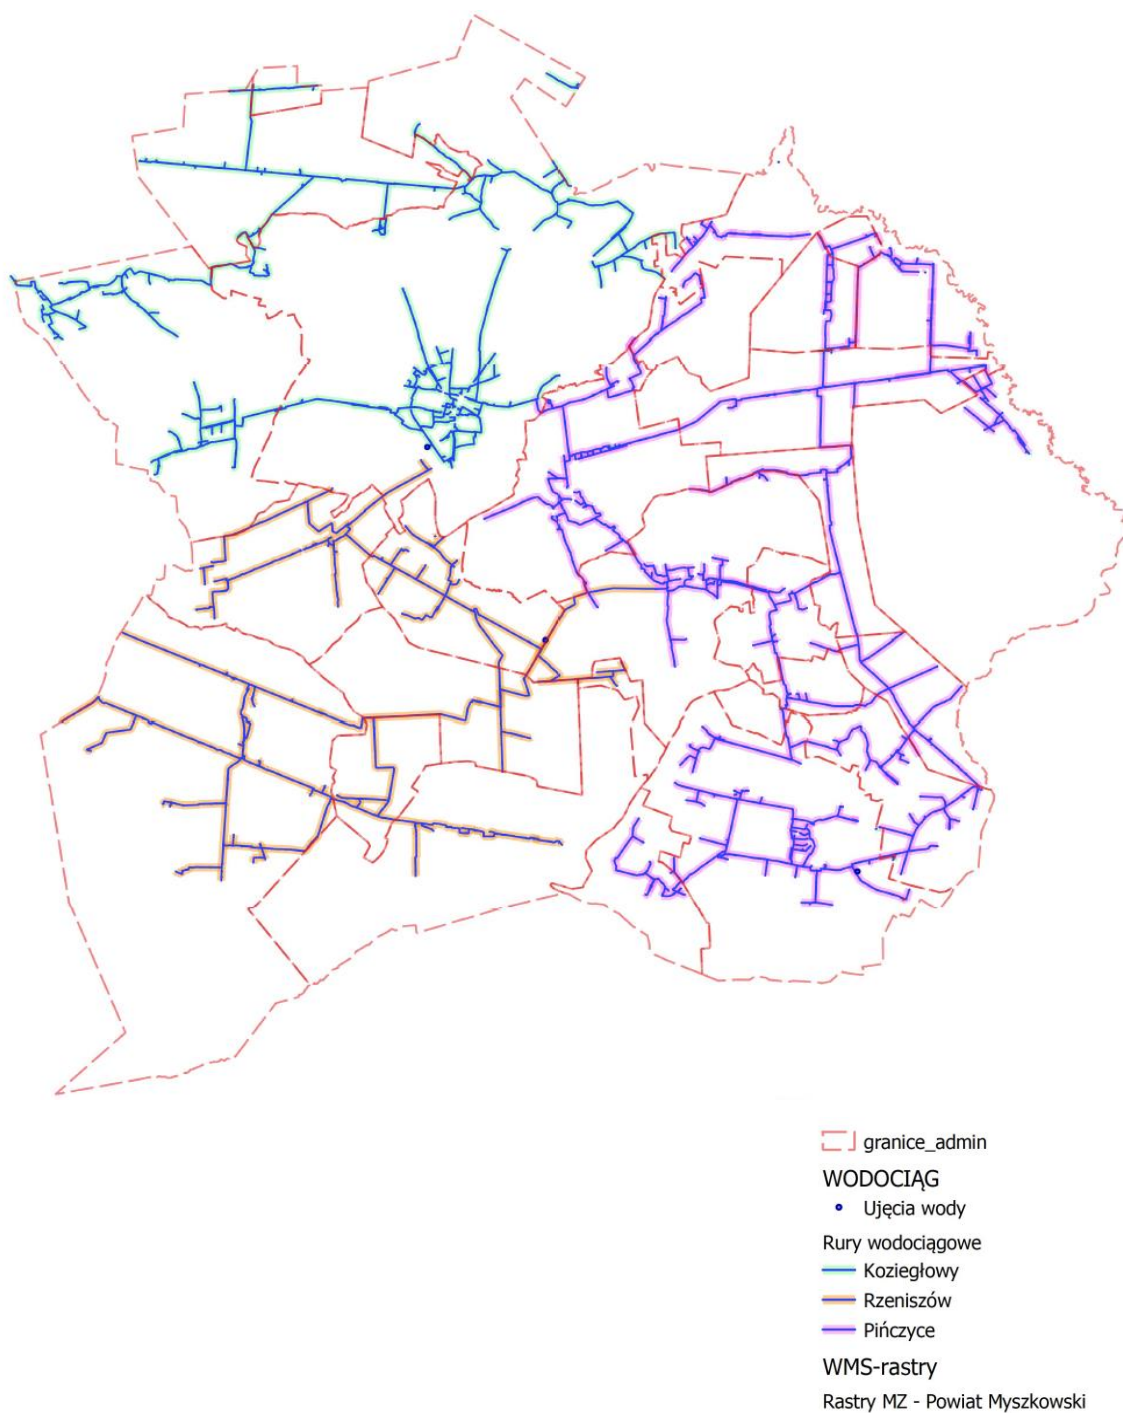 granice_admin
WODOCIĄG
Ujęcia wody
Rury wodociągowe
Koziegłowy
Rzeniszów
Pińczyce
WMS-rastry
Rastry MZ - Powiat Myszkowski